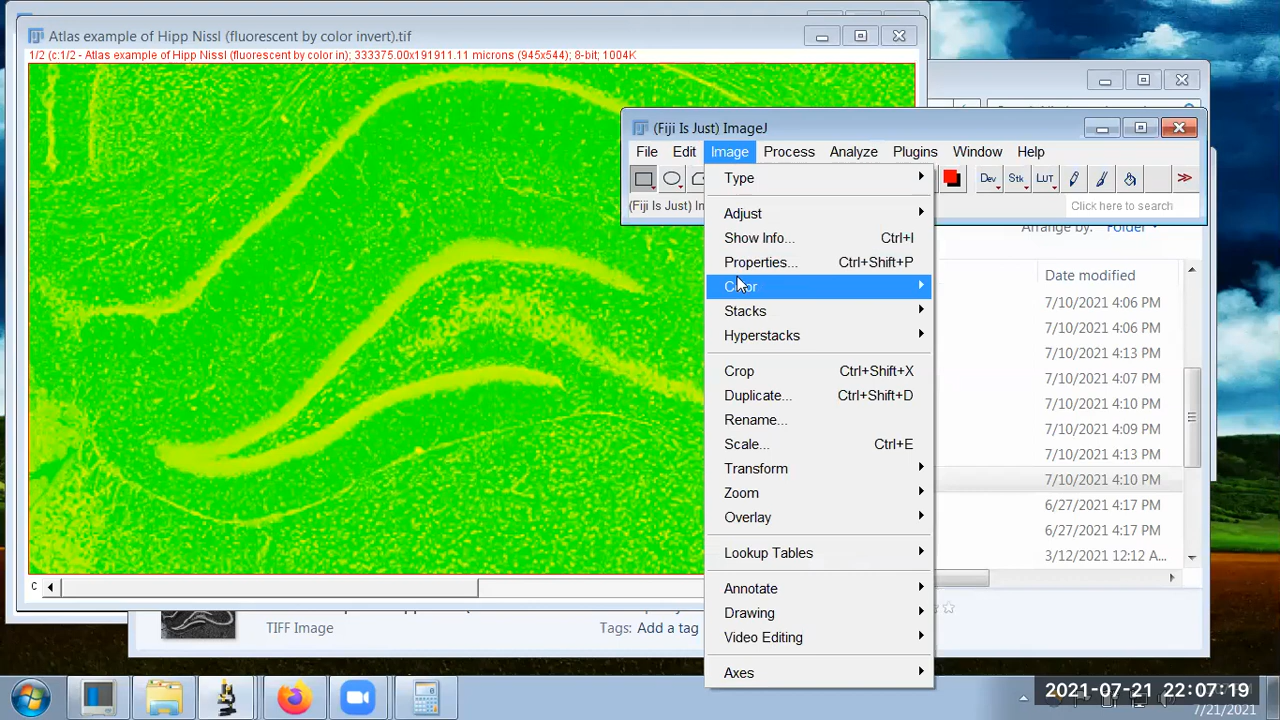 Atlas example of Hipp Nissl (fluorescent by color invert).tif
1/2 (c:1/2 - Atlas example of Hipp Nissl (fluorescent by color in); 333375.00x191911.11 microns (945x544); 8-bit; 1004K
(Fiji Is Just) ImageJ
File Edit Image Process Analyze Plugins Window Help
Dev Stk LUT >>
(Fiji Is Just) Im
Click here to search
Type
Adjust
Show Info... Ctrl+I
Properties... Ctrl+Shift+P
Color
Stacks
Hyperstacks
Crop Ctrl+Shift+X
Duplicate... Ctrl+Shift+D
Rename...
Scale... Ctrl+E
Transform
Zoom
Overlay
Lookup Tables
Annotate
Drawing
Video Editing
Axes
Arrange by: Folder
Date modified
7/10/2021 4:06 PM
7/10/2021 4:06 PM
7/10/2021 4:13 PM
7/10/2021 4:07 PM
7/10/2021 4:10 PM
7/10/2021 4:09 PM
7/10/2021 4:13 PM
7/10/2021 4:10 PM
6/27/2021 4:17 PM
6/27/2021 4:17 PM
3/12/2021 12:12 A...
c
TIFF Image
Tags: Add a tag
2021-07-21 22:07:19
7/21/2021